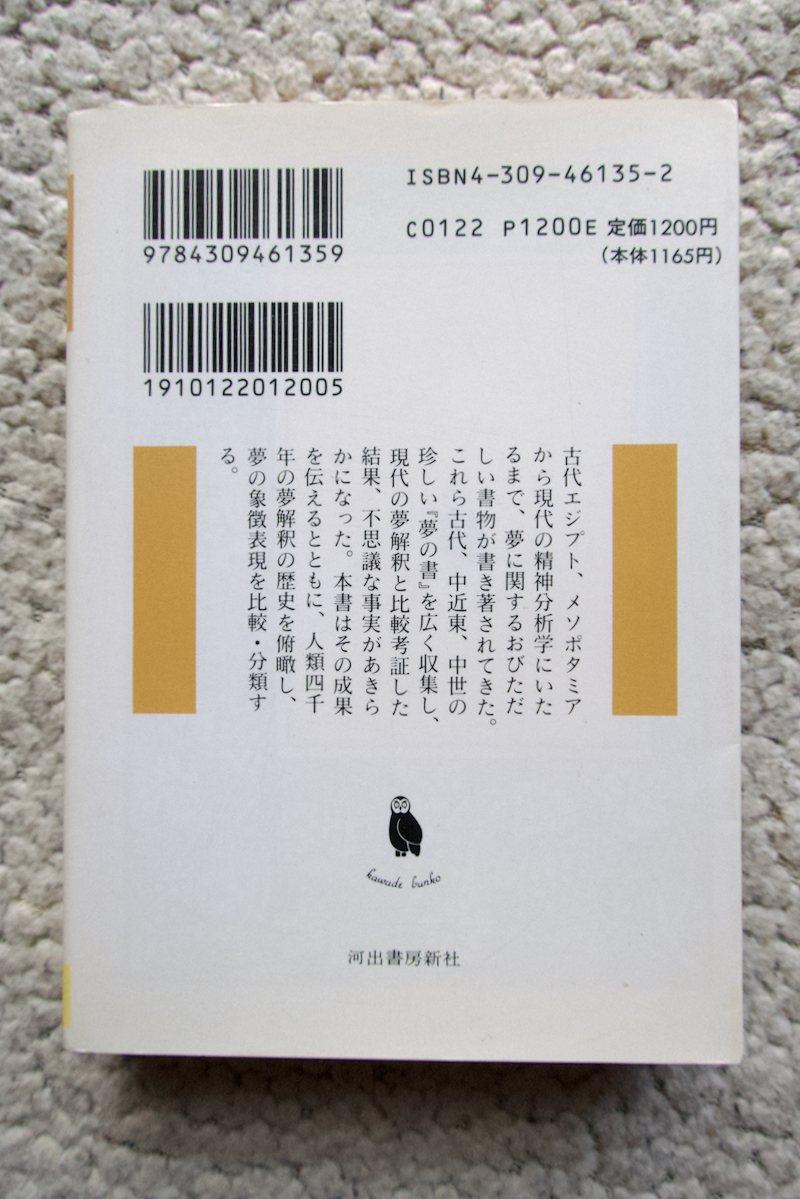 ISBN4-309-46135-2
9784309461359
C0122 P1200E 定価1200円
(本体1165円)
1910122012005
古代エジプト、メソポタミア
から現代の精神分析学にいた
るまで、夢に関するおびただ
しい書物が書き著されてきた。
これら古代、中近東、中世の
珍しい『夢の書』を広く収集し、
現代の夢解釈と比較考証した
結果、不思議な事実があきら
かになった。本書はその成果
を伝えるとともに、人類四千
年の夢解釈の歴史を俯瞰し、
夢の象徴表現を比較・分類す
る。
kawade bunko
河出書房新社